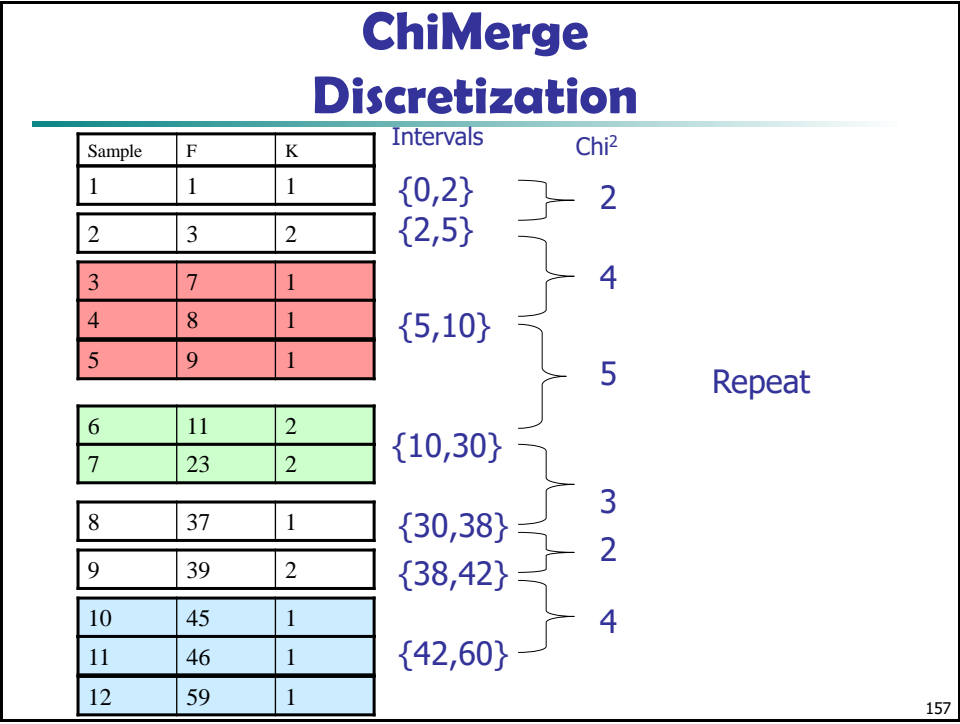 ChiMerge
Discretization
Intervals Chi²
Sample F K
1 1 1
{0,2} 2
2 3 2
{2,5}
3 7 1
4
4 8 1
{5,10}
5 9 1
5
Repeat
6 11 2
{10,30}
7 23 2
3
8 37 1
{30,38}
2
9 39 2
{38,42}
10 45 1
4
11 46 1
{42,60}
12 59 1
157